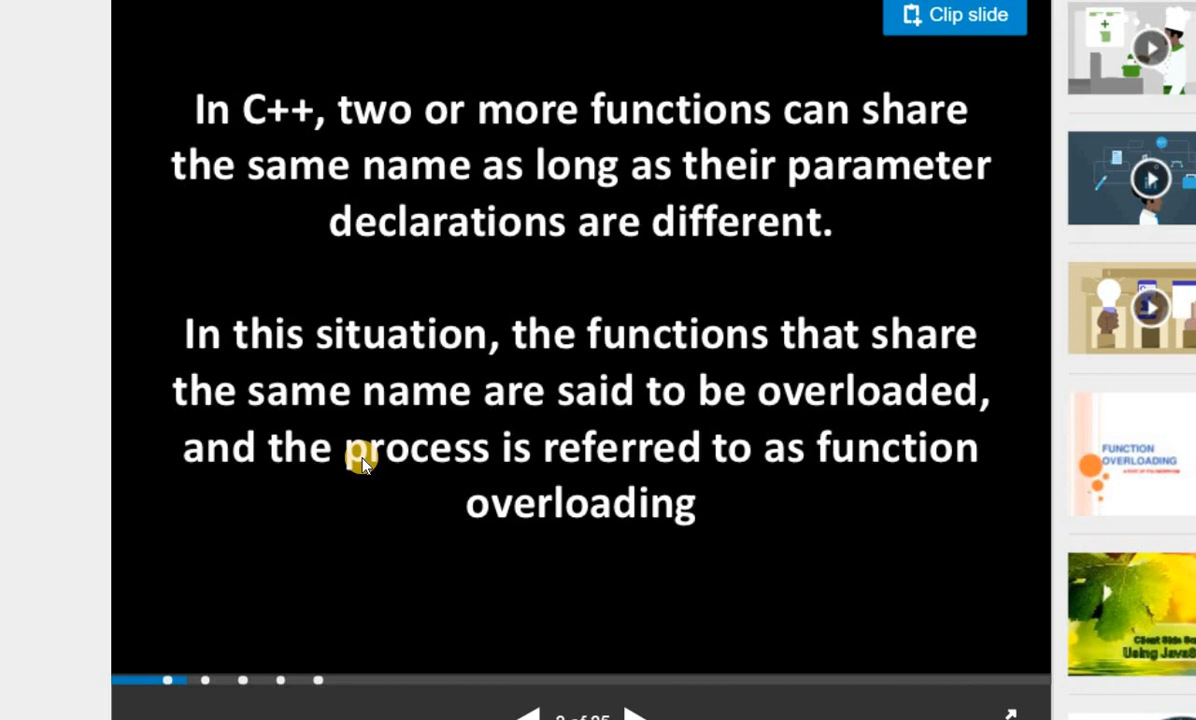 Clip slide
In C++, two or more functions can share
the same name as long as their parameter
declarations are different.
In this situation, the functions that share
the same name are said to be overloaded,
and the process is referred to as function
overloading
FUNCTION
OVERLOADING
Using Java